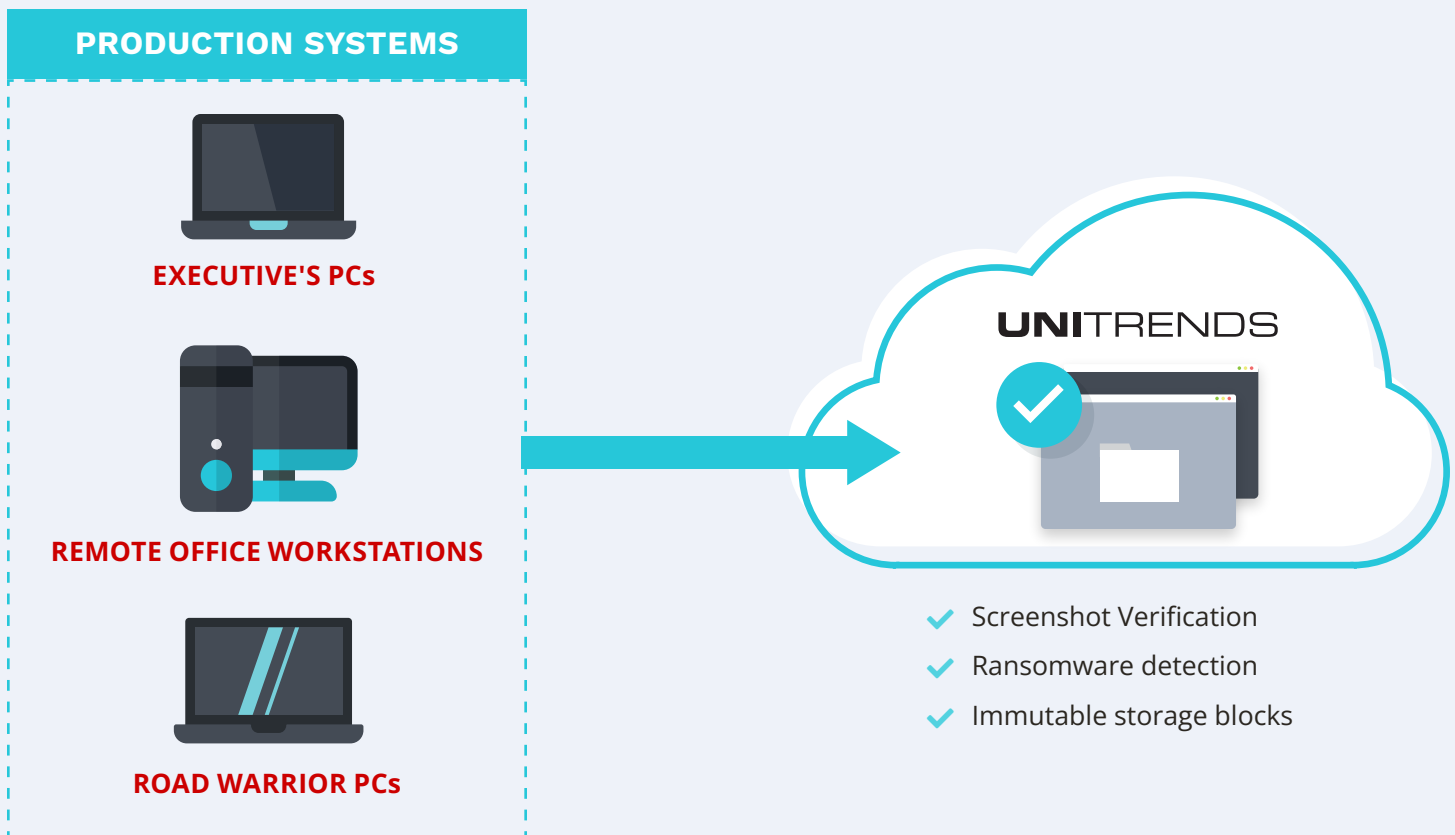 PRODUCTION SYSTEMS
EXECUTIVE'S PCs
REMOTE OFFICE WORKSTATIONS
ROAD WARRIOR PCs
UNITRENDS
Screenshot Verification
Ransomware detection
Immutable storage blocks